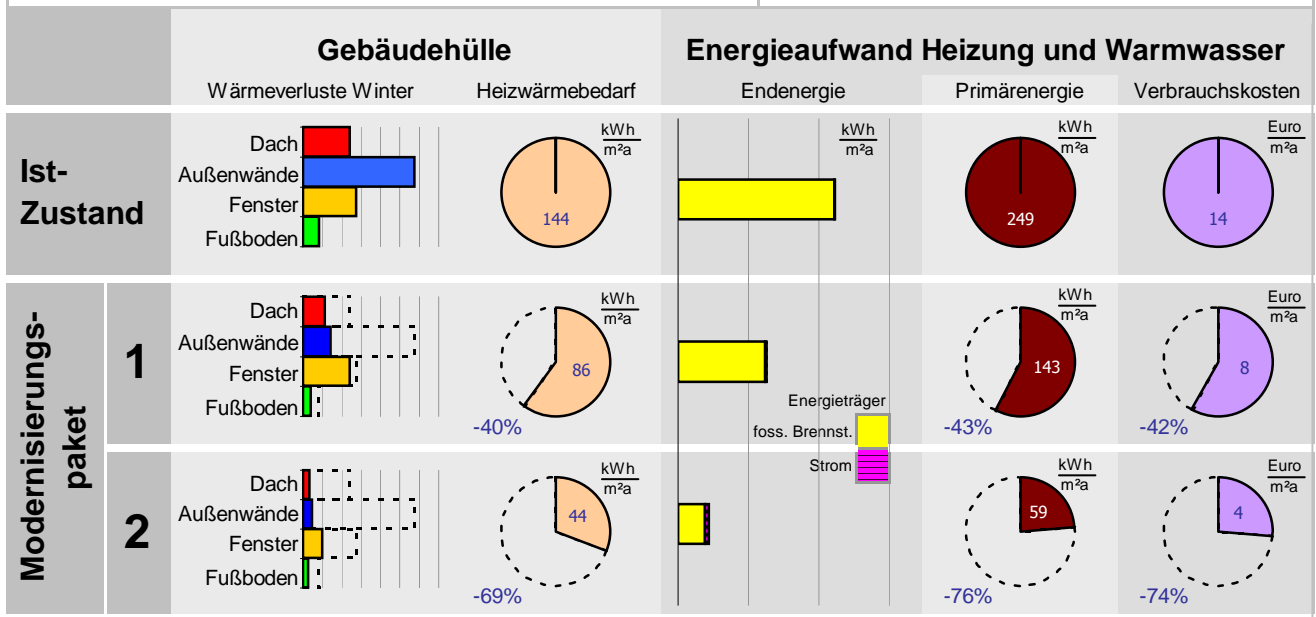 Gebäudehülle
Energieaufwand Heizung und Warmwasser
Wärmeverluste Winter
Heizwärmebedarf
Endenergie
Primärenergie
Verbrauchskosten
Ist-
Zustand
Dach
Außenwände
Fenster
Fußboden
kWh
m²a
144
kWh
m²a
kWh
m²a
249
Euro
m²a
14
Modernisierungs-
paket
1
Dach
Außenwände
Fenster
Fußboden
kWh
m²a
86
-40%
Energieträger
foss. Brennst.
Strom
kWh
m²a
143
-43%
Euro
m²a
8
-42%
2
Dach
Außenwände
Fenster
Fußboden
kWh
m²a
44
-69%
kWh
m²a
59
-76%
Euro
m²a
4
-74%